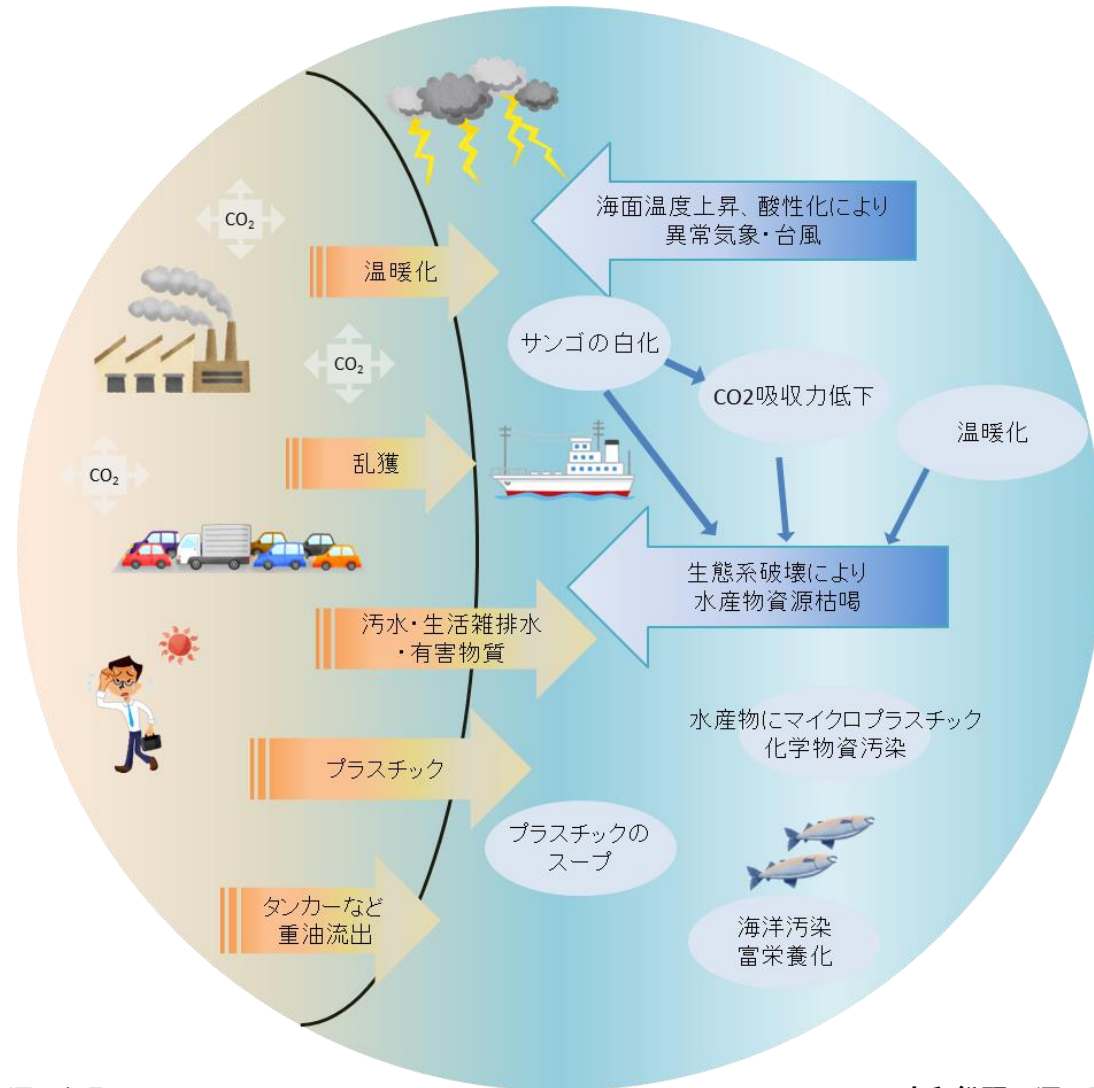 海面温度上昇、酸性化により
異常気象・台風
CO₂
温暖化
サンゴの白化
CO₂
CO2吸収力低下
温暖化
乱獲
CO₂
生態系破壊により
水産物資源枯喝
汚水・生活雑排水
・有害物質
水産物にマイクロプラスチック
化学物資汚染
プラスチック
プラスチックの
スープ
タンカーなど
重油流出
海洋汚染
富栄養化